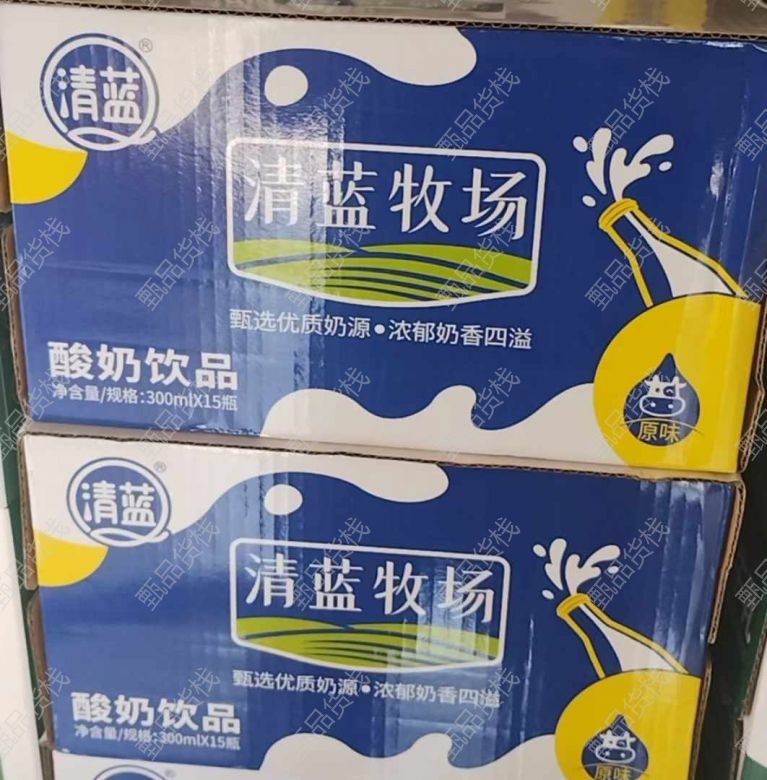 清蓝
®
清蓝牧场
甄选优质奶源•浓郁奶香四溢
酸奶饮品
净含量/规格:300mlX15瓶
原味
清蓝
®
清蓝牧场
甄选优质奶源•浓郁奶香四溢
酸奶饮品
净含量/规格:300mlX15瓶
原味
甄品货栈